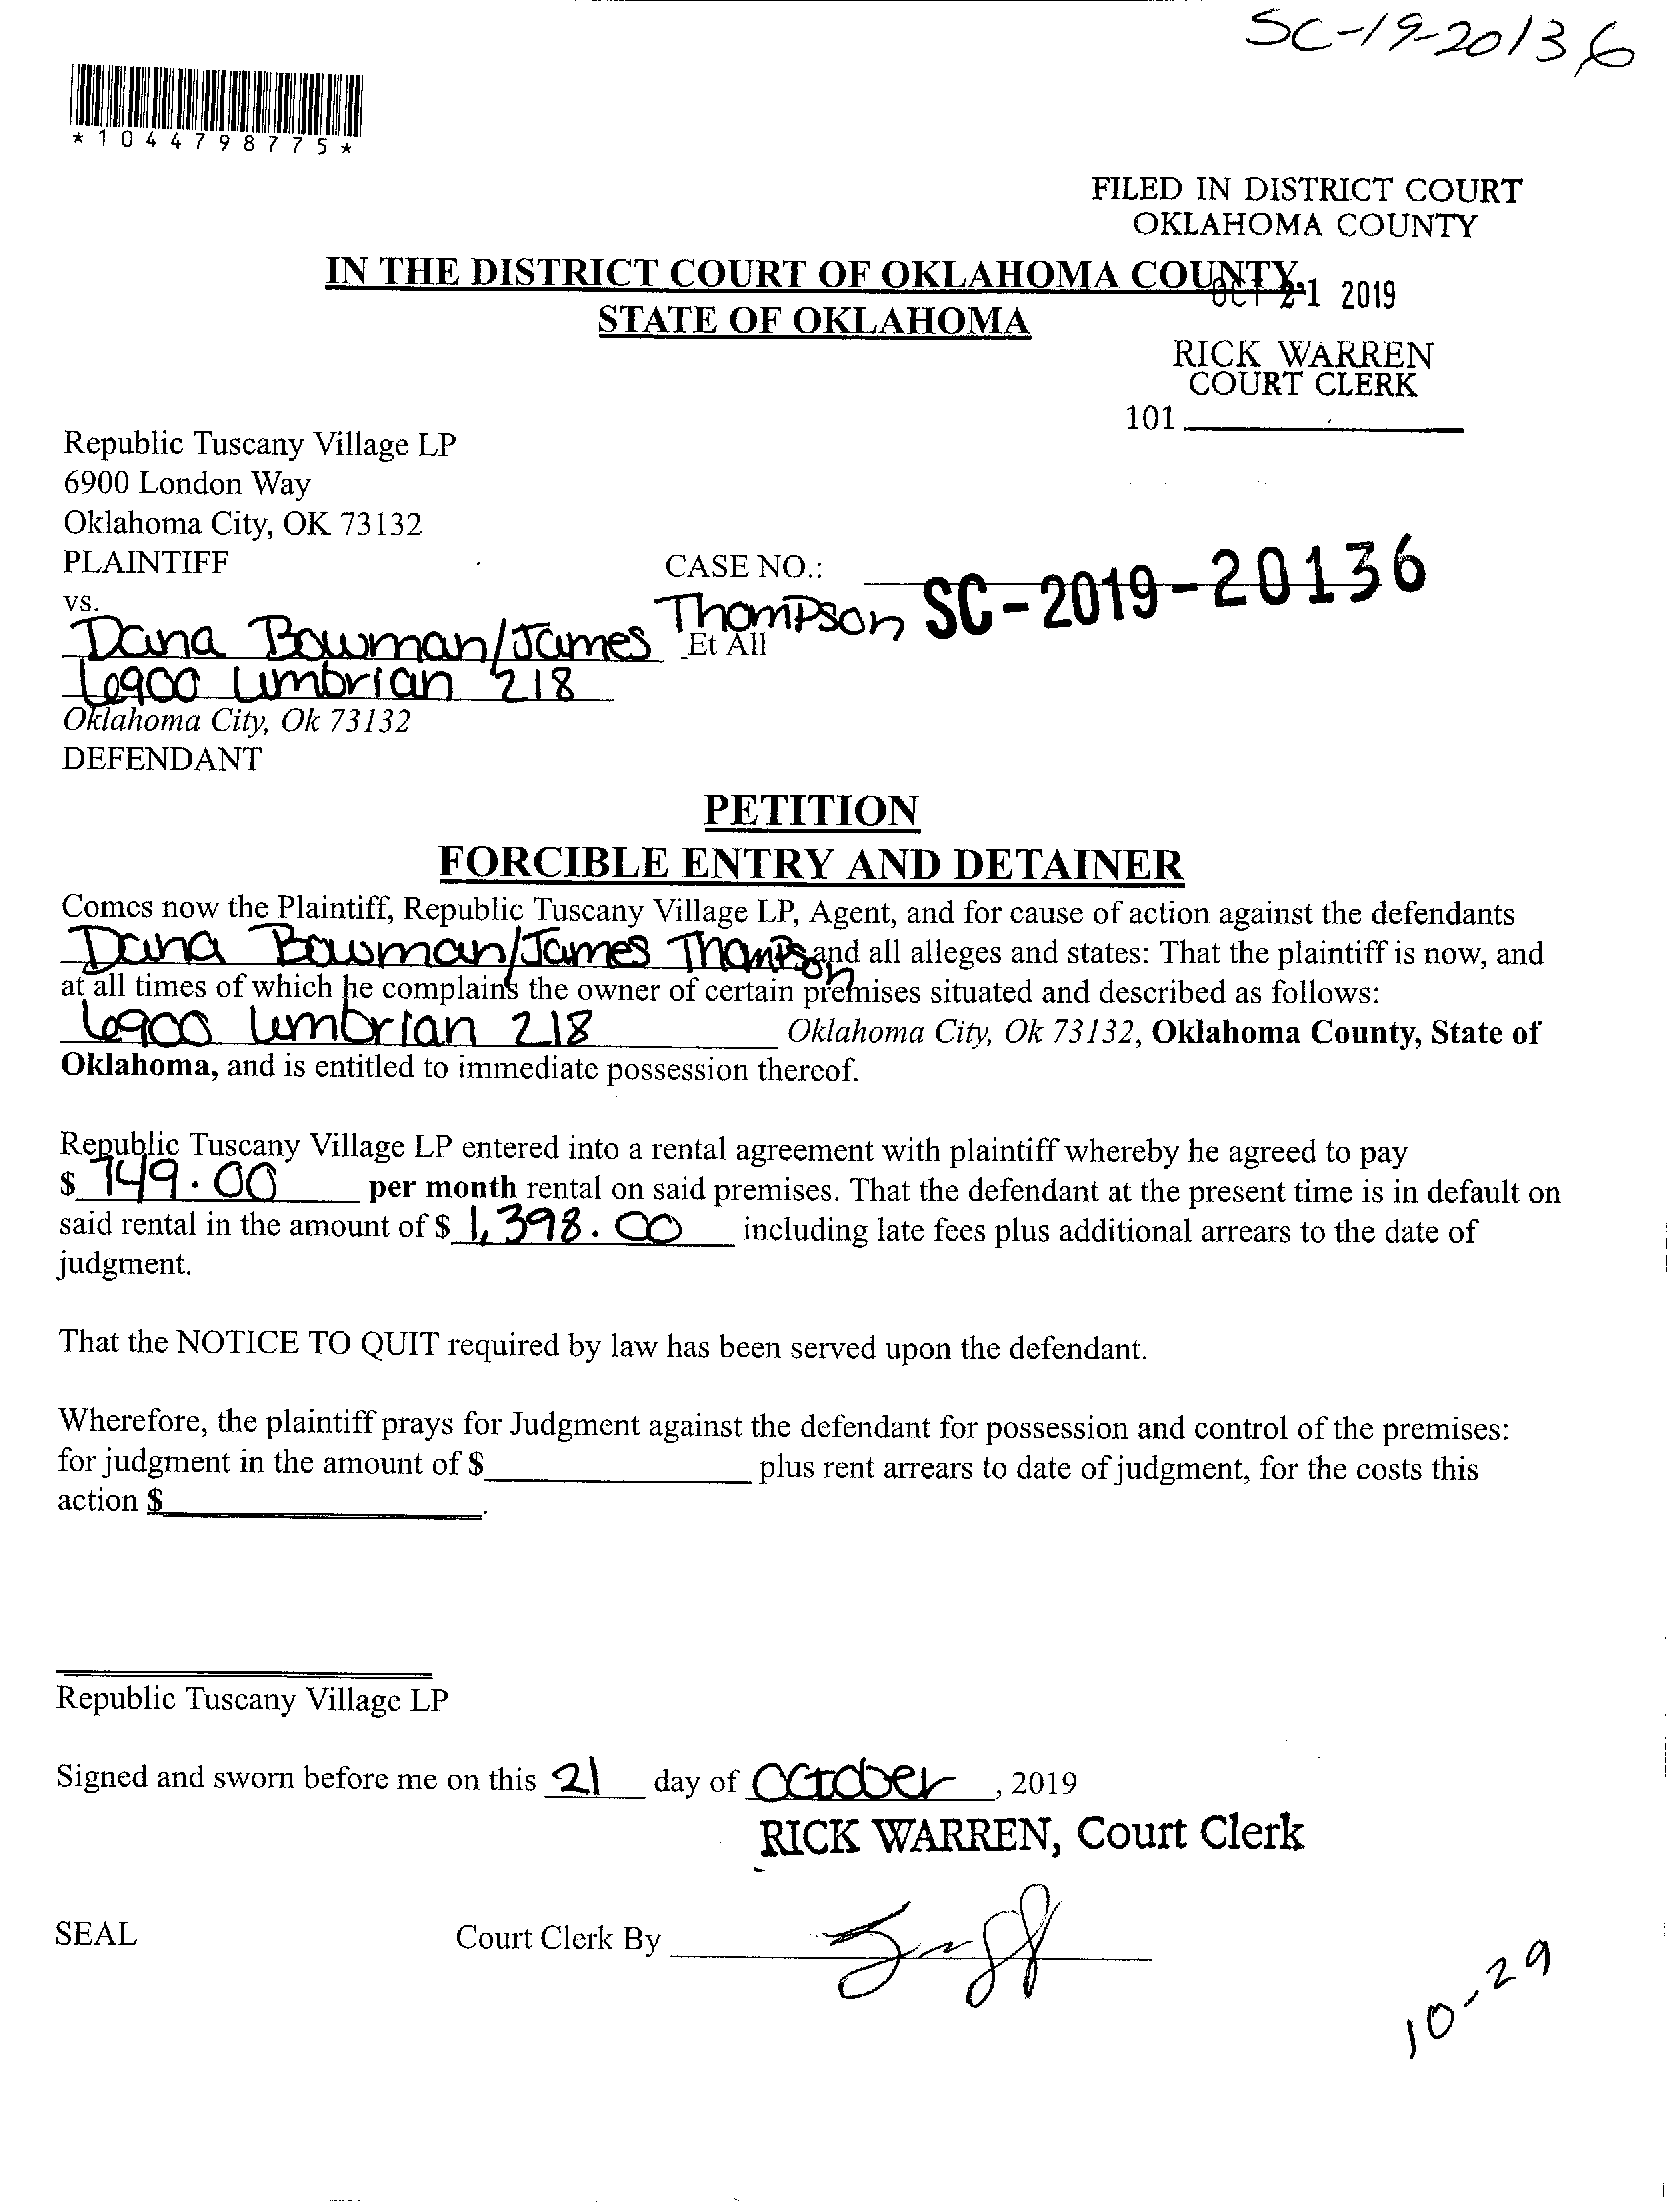 SC-19-20136
*1044798775*
FILED IN DISTRICT COURT
OKLAHOMA COUNTY
IN THE DISTRICT COURT OF OKLAHOMA COUNTY
OCT 21 2019
STATE OF OKLAHOMA
RICK WARREN
COURT CLERK
101
Republic Tuscany Village LP
6900 London Way
Oklahoma City, OK 73132
PLAINTIFF
CASE NO.: SC-2019-20136
vs.
Dana Bowman/James Thompson Et All
6900 Lumbrian 218
Oklahoma City, Ok 73132
DEFENDANT
PETITION
FORCIBLE ENTRY AND DETAINER
Comes now the Plaintiff, Republic Tuscany Village LP, Agent, and for cause of action against the defendants
Dana Bowman/James Thompson and all alleges and states: That the plaintiff is now, and
at all times of which he complains the owner of certain premises situated and described as follows:
6900 Lumbrian 218 Oklahoma City, Ok 73132, Oklahoma County, State of
Oklahoma, and is entitled to immediate possession thereof.
Republic Tuscany Village LP entered into a rental agreement with plaintiff whereby he agreed to pay
$ 749.00 per month rental on said premises. That the defendant at the present time is in default on
said rental in the amount of $ 1,398.00 including late fees plus additional arrears to the date of
judgment.
That the NOTICE TO QUIT required by law has been served upon the defendant.
Wherefore, the plaintiff prays for Judgment against the defendant for possession and control of the premises:
for judgment in the amount of $ plus rent arrears to date of judgment, for the costs this
action $ .
Republic Tuscany Village LP
Signed and sworn before me on this 21 day of October, 2019
RICK WARREN, Court Clerk
SEAL Court Clerk By
10-29